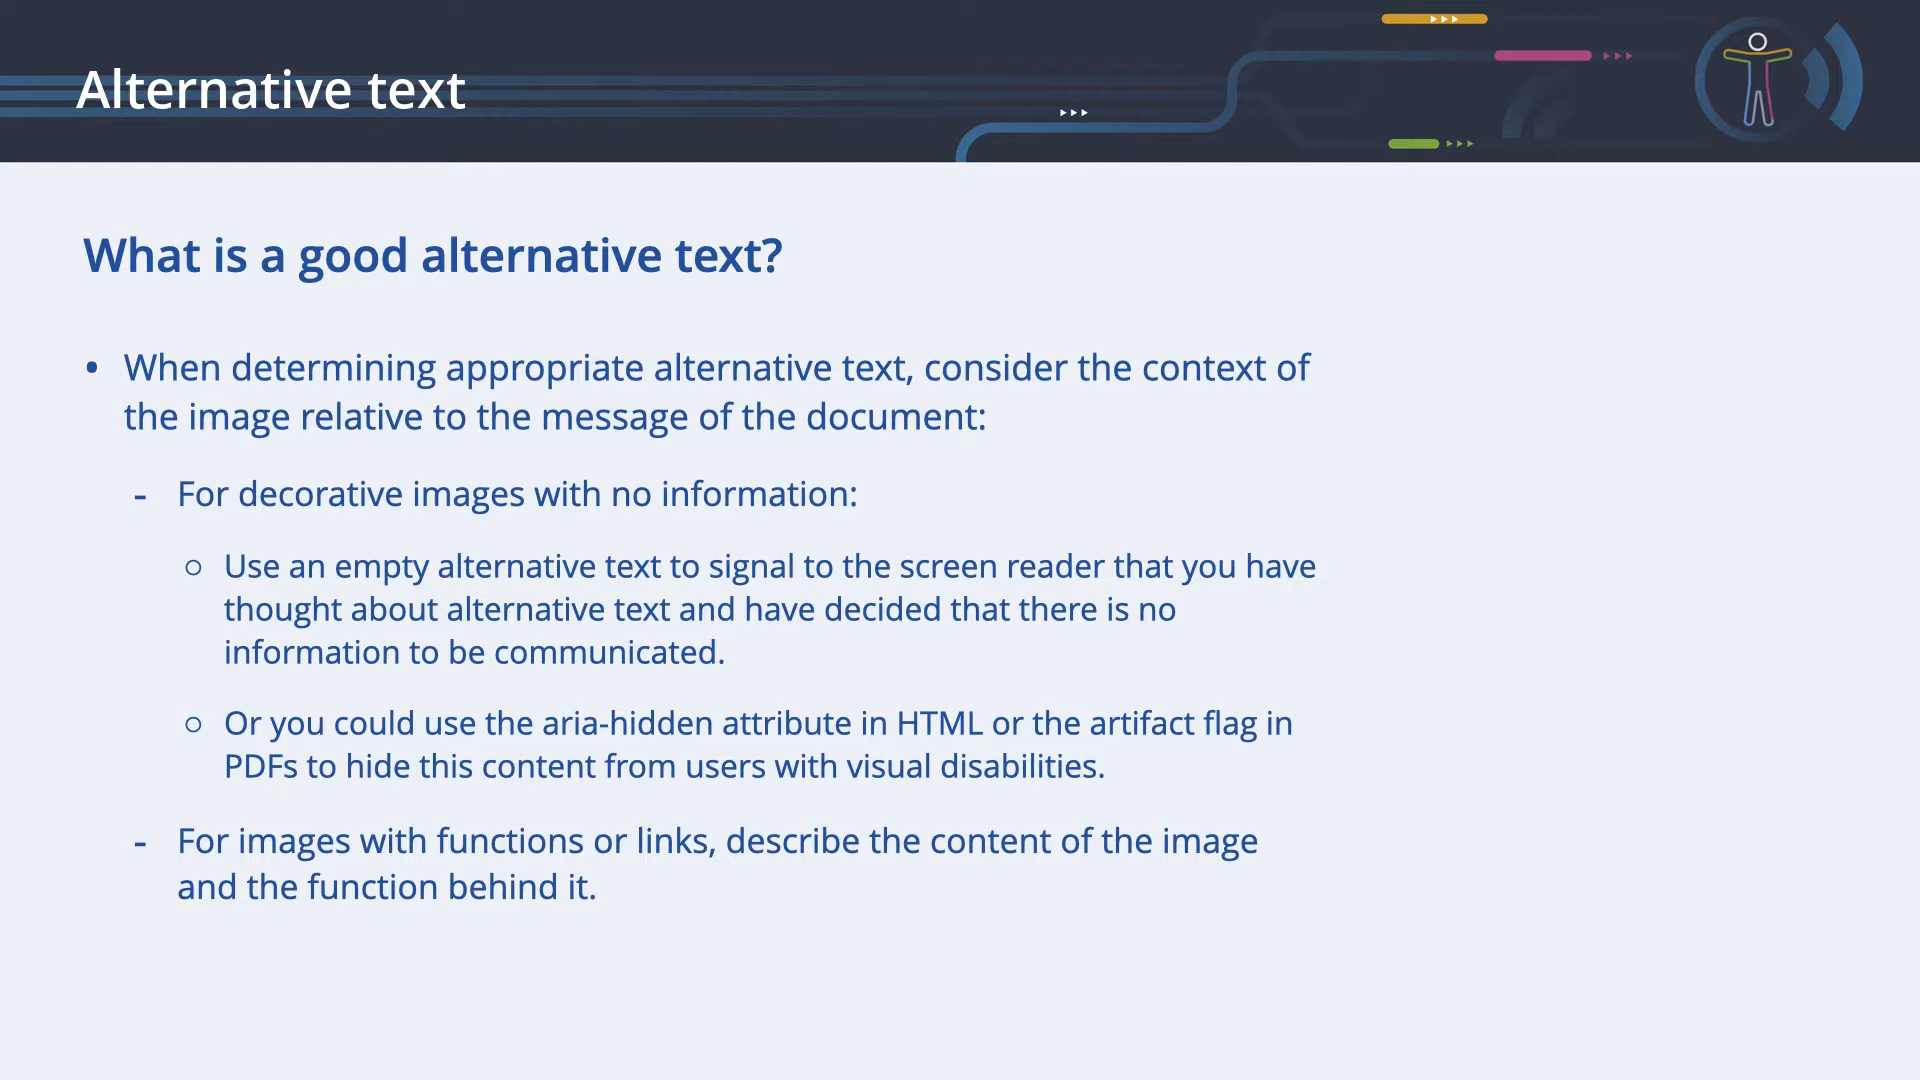 Alternative text
What is a good alternative text?
• When determining appropriate alternative text, consider the context of
the image relative to the message of the document:
- For decorative images with no information:
○ Use an empty alternative text to signal to the screen reader that you have
thought about alternative text and have decided that there is no
information to be communicated.
○ Or you could use the aria-hidden attribute in HTML or the artifact flag in
PDFs to hide this content from users with visual disabilities.
- For images with functions or links, describe the content of the image
and the function behind it.